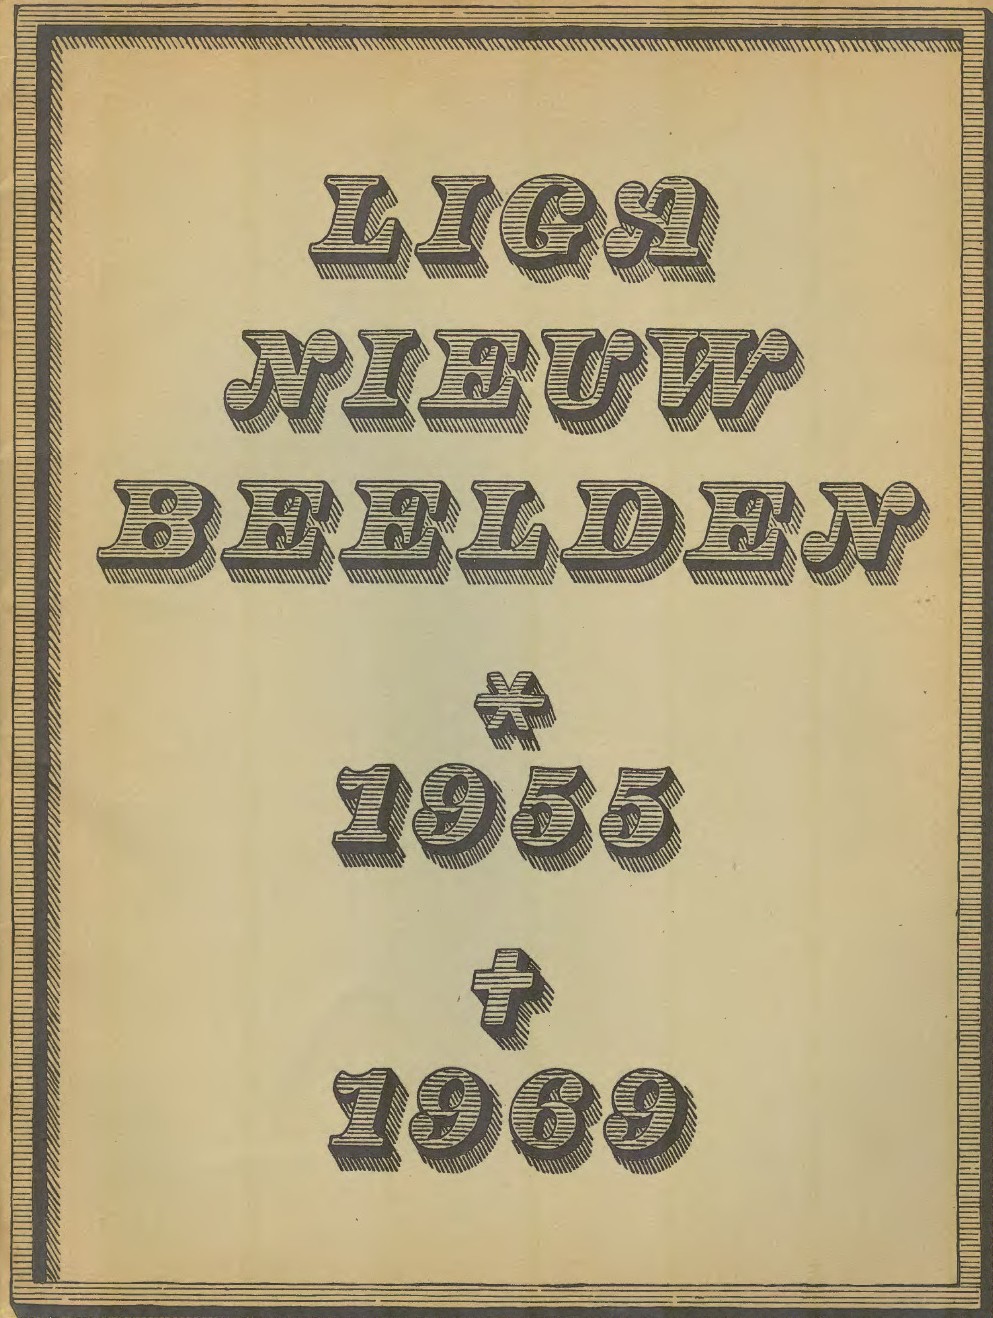 LIGA
NIEUW
BEELDEN
*
1955
†
1969